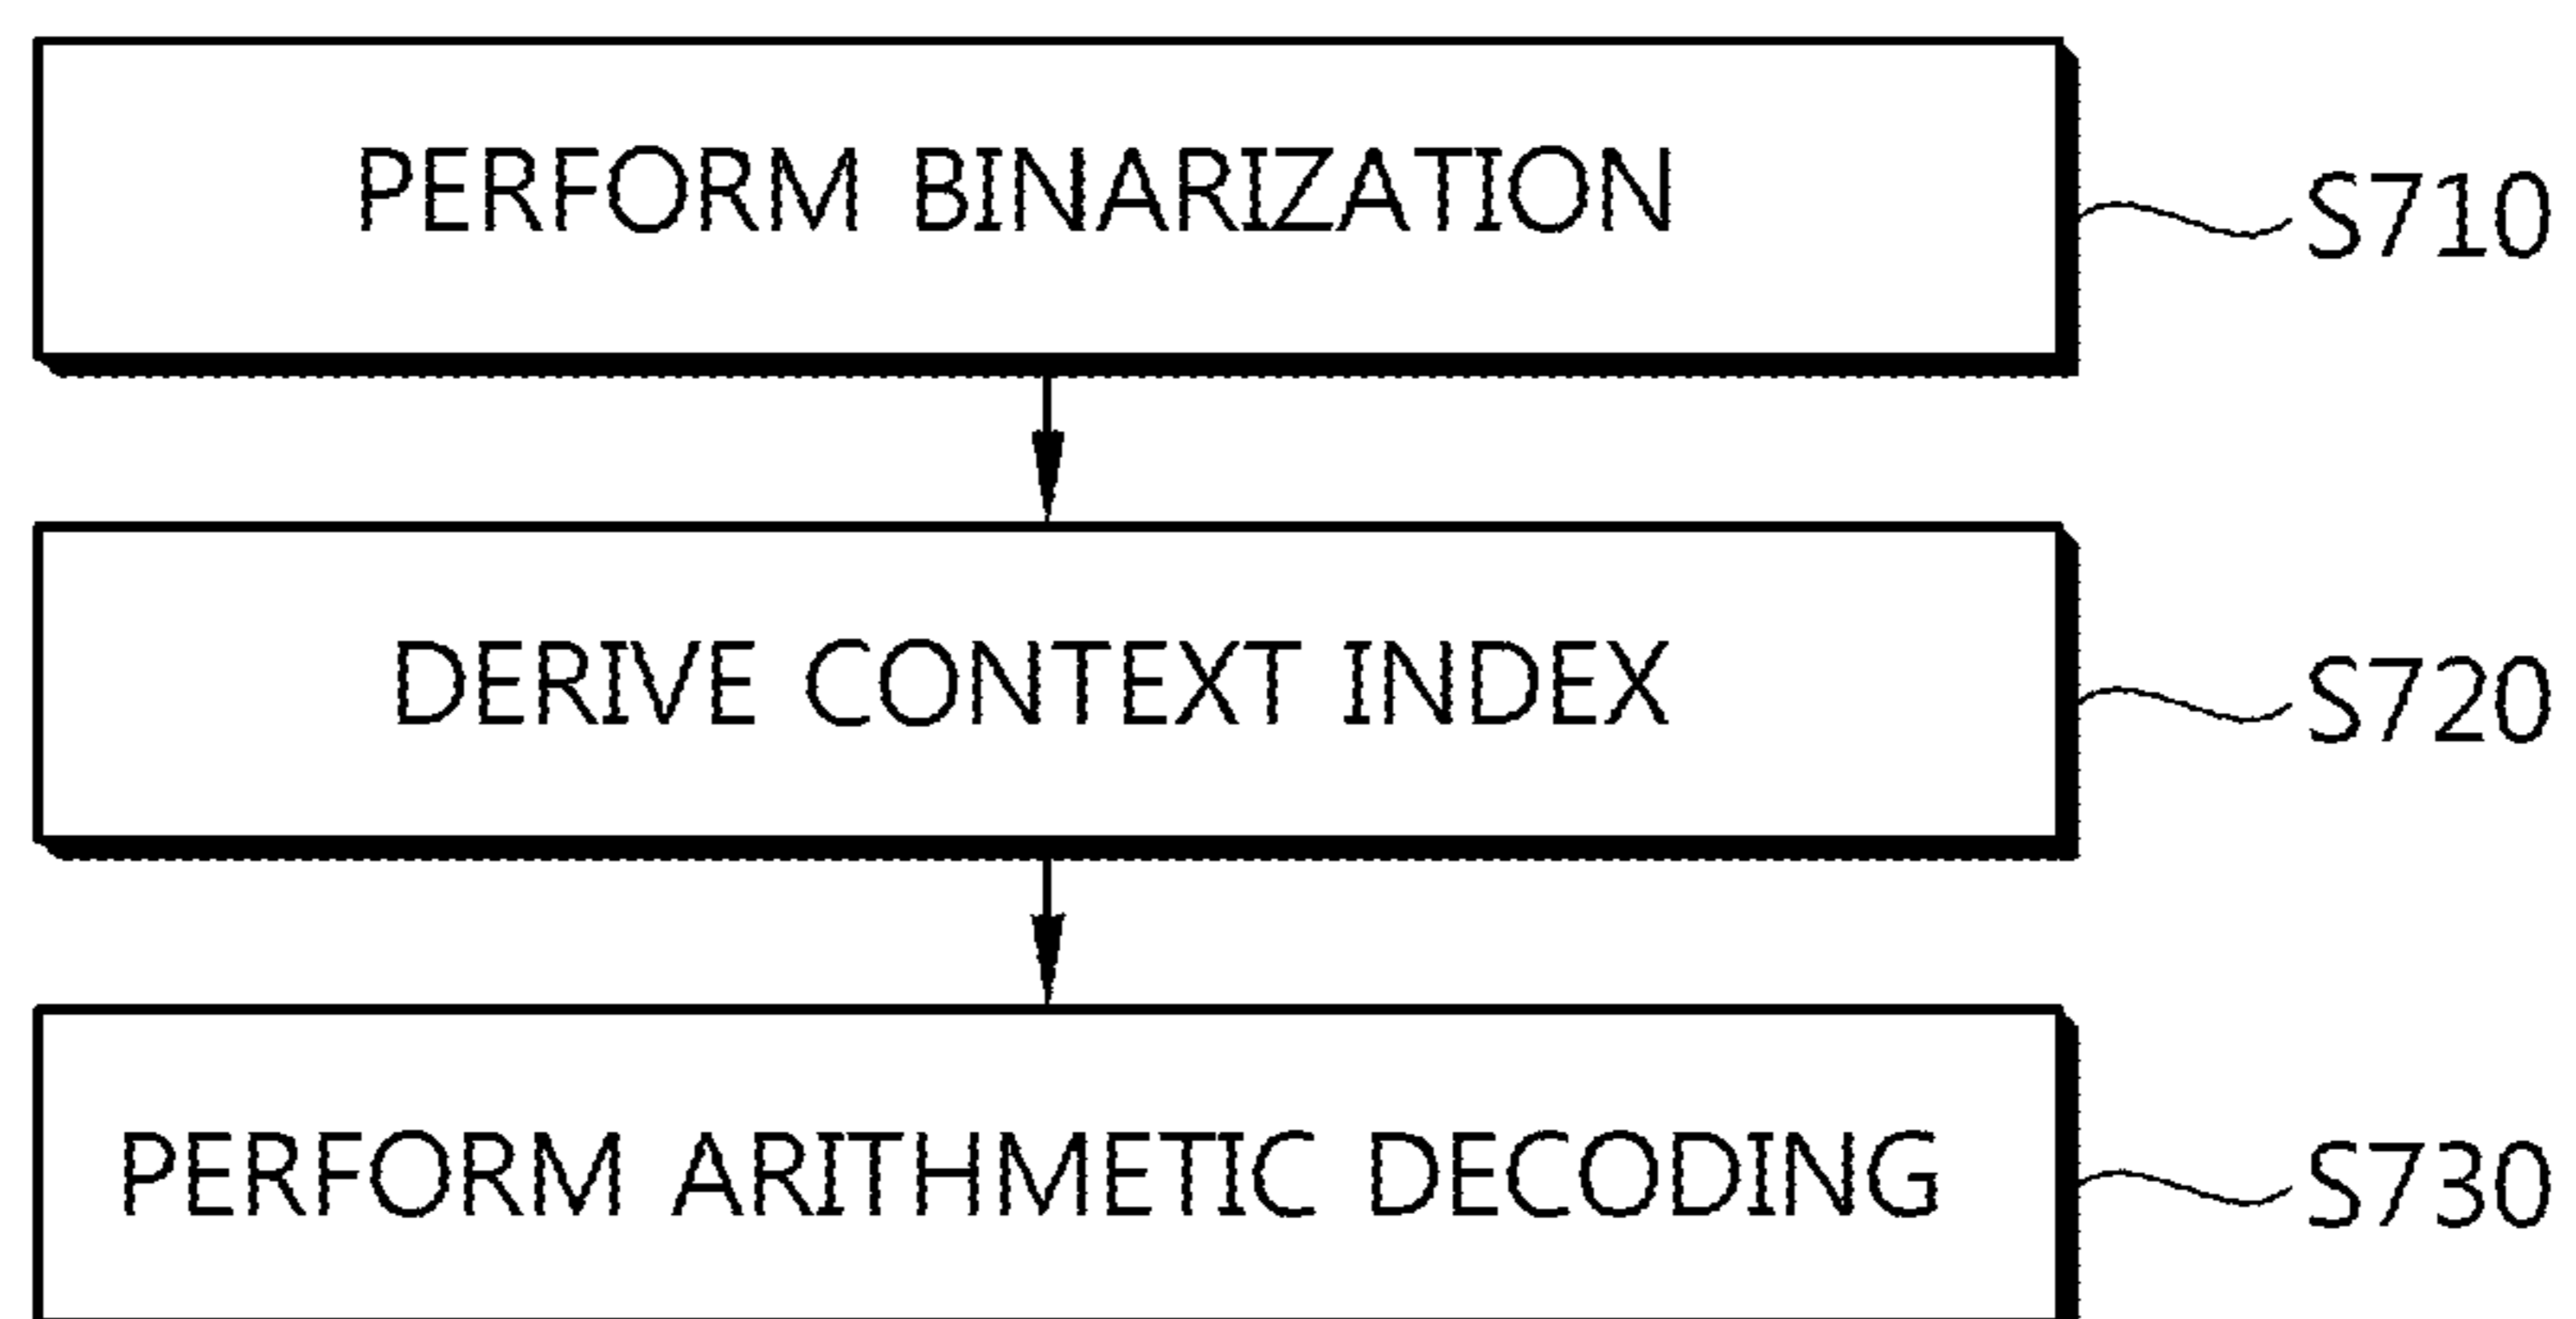 PERFORM BINARIZATION
S710
DERIVE CONTEXT INDEX
S720
PERFORM ARITHMETIC DECODING
S730